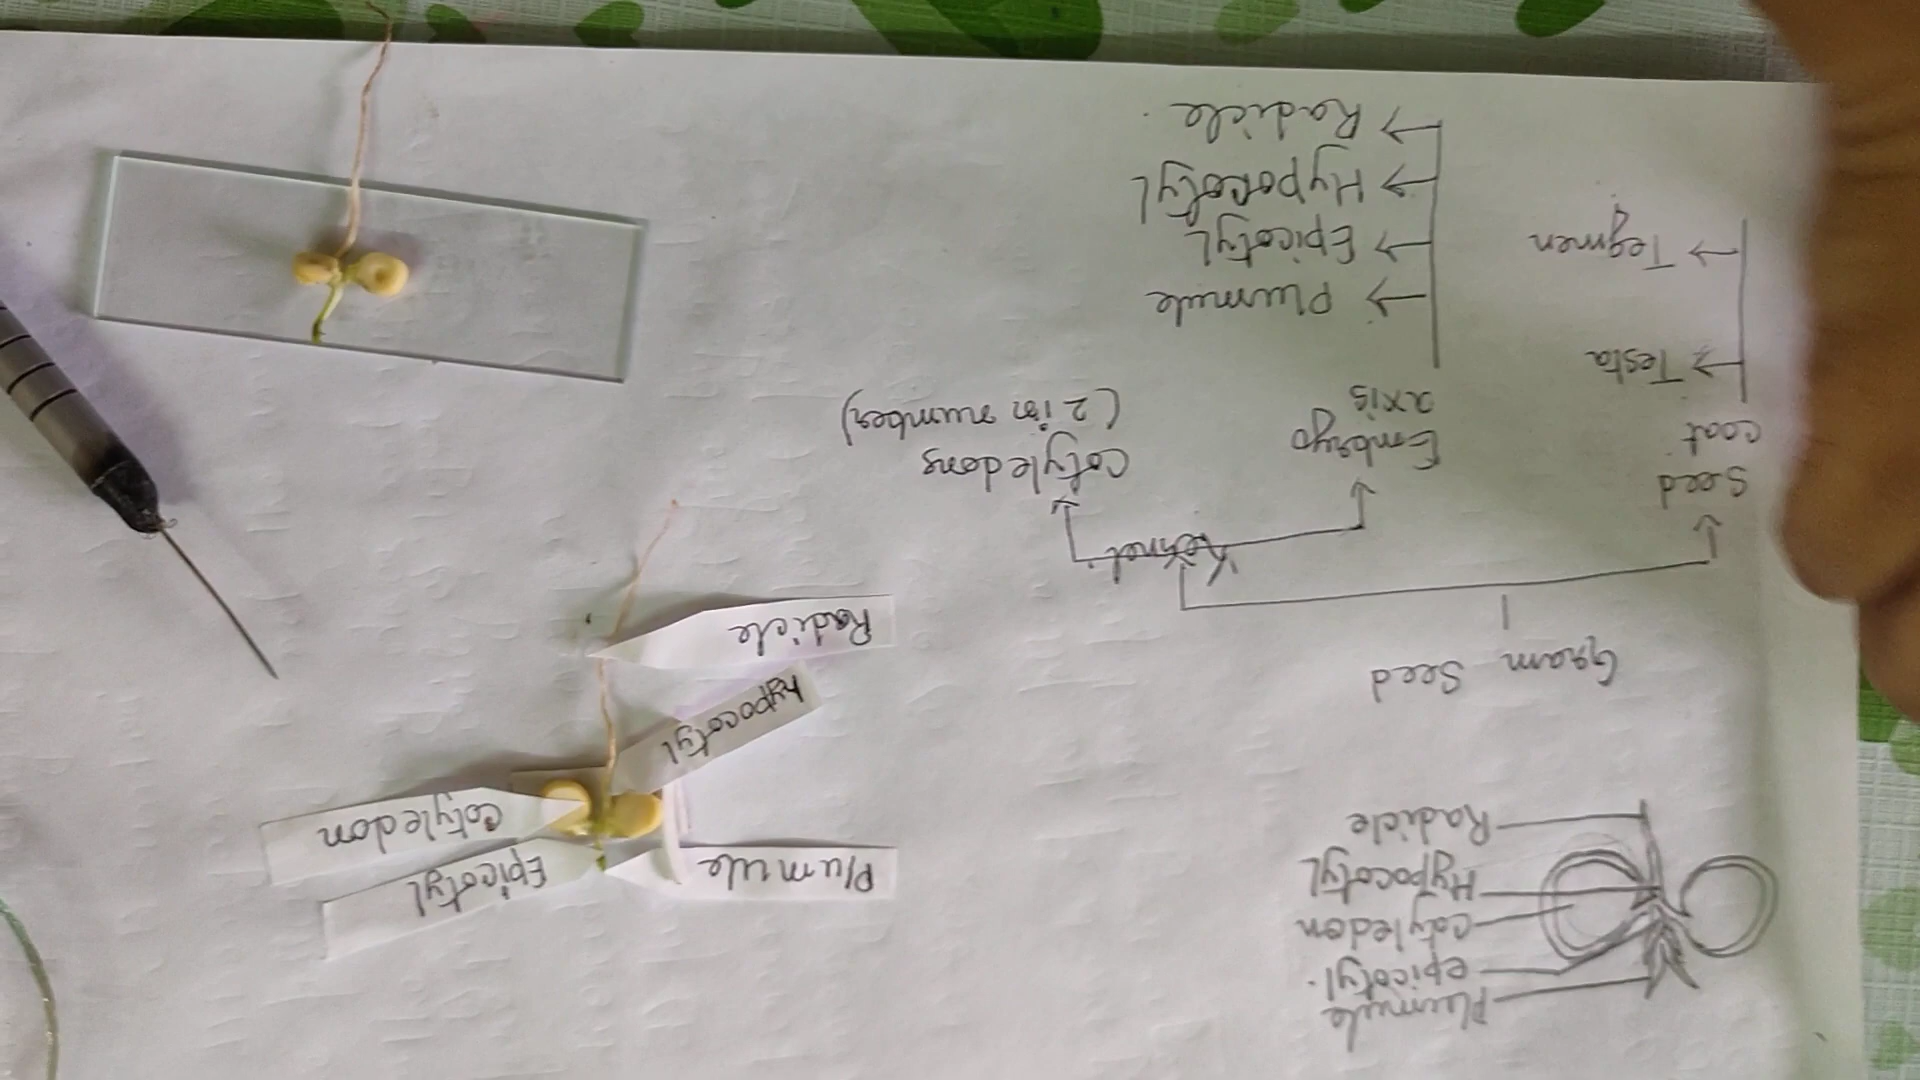 Plumule
epicotyl.
cotyledon
Hypocotyl
Radicle
Gram Seed
Kernel
Seed
coat
Testa
Tegmen
Embryo
axis
Plumule
Epicotyl
Hypocotyl
Radicle
Cotyledons
(2 in number)
Plumule
Epicotyl
Cotyledon
hypocotyl
Radicle